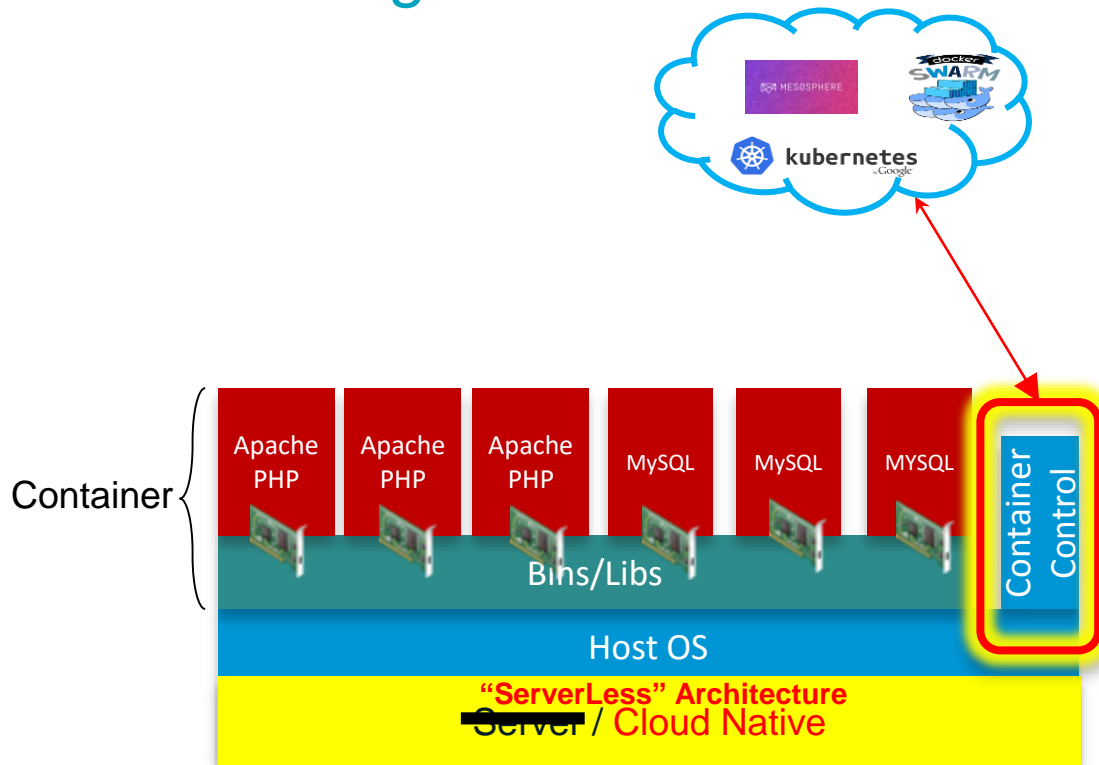 docker
SWARM
MESOSPHERE
kubernetes
by Google
Container
Apache
PHP
Apache
PHP
Apache
PHP
MySQL
MySQL
MYSQL
Container
Control
Bins/Libs
Host OS
“ServerLess” Architecture
Server / Cloud Native